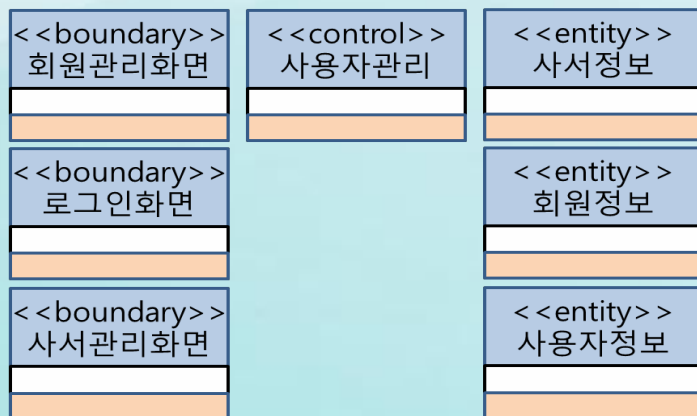 <<boundary>>
회원관리화면
<<control>>
사용자관리
<<entity>>
사서정보
<<boundary>>
로그인화면
<<entity>>
회원정보
<<boundary>>
사서관리화면
<<entity>>
사용자정보